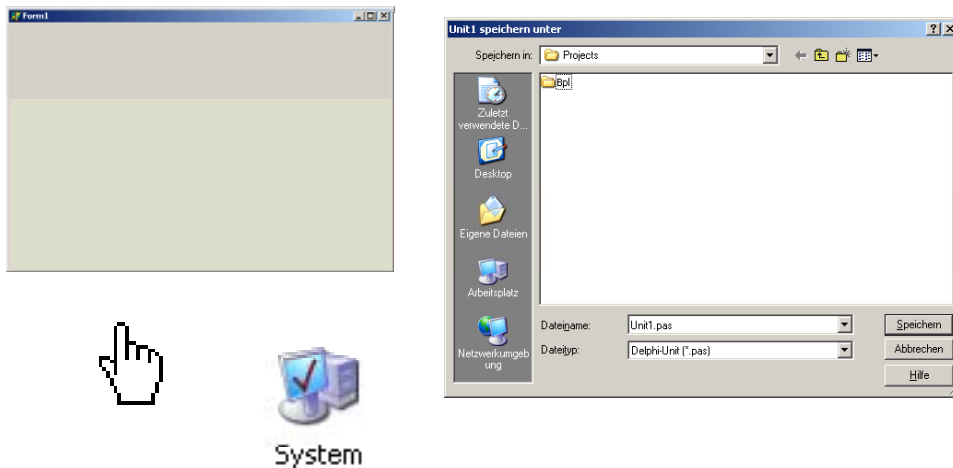 Form1
Unit1 speichern unter
Speichern in:
Projects
Bpl
Zuletzt
verwendete D...
Desktop
Eigene Dateien
Arbeitsplatz
Netzwerkumgeb
ung
Dateiname:
Unit1.pas
Speichern
Dateityp:
Delphi-Unit (*.pas)
Abbrechen
Hilfe
System